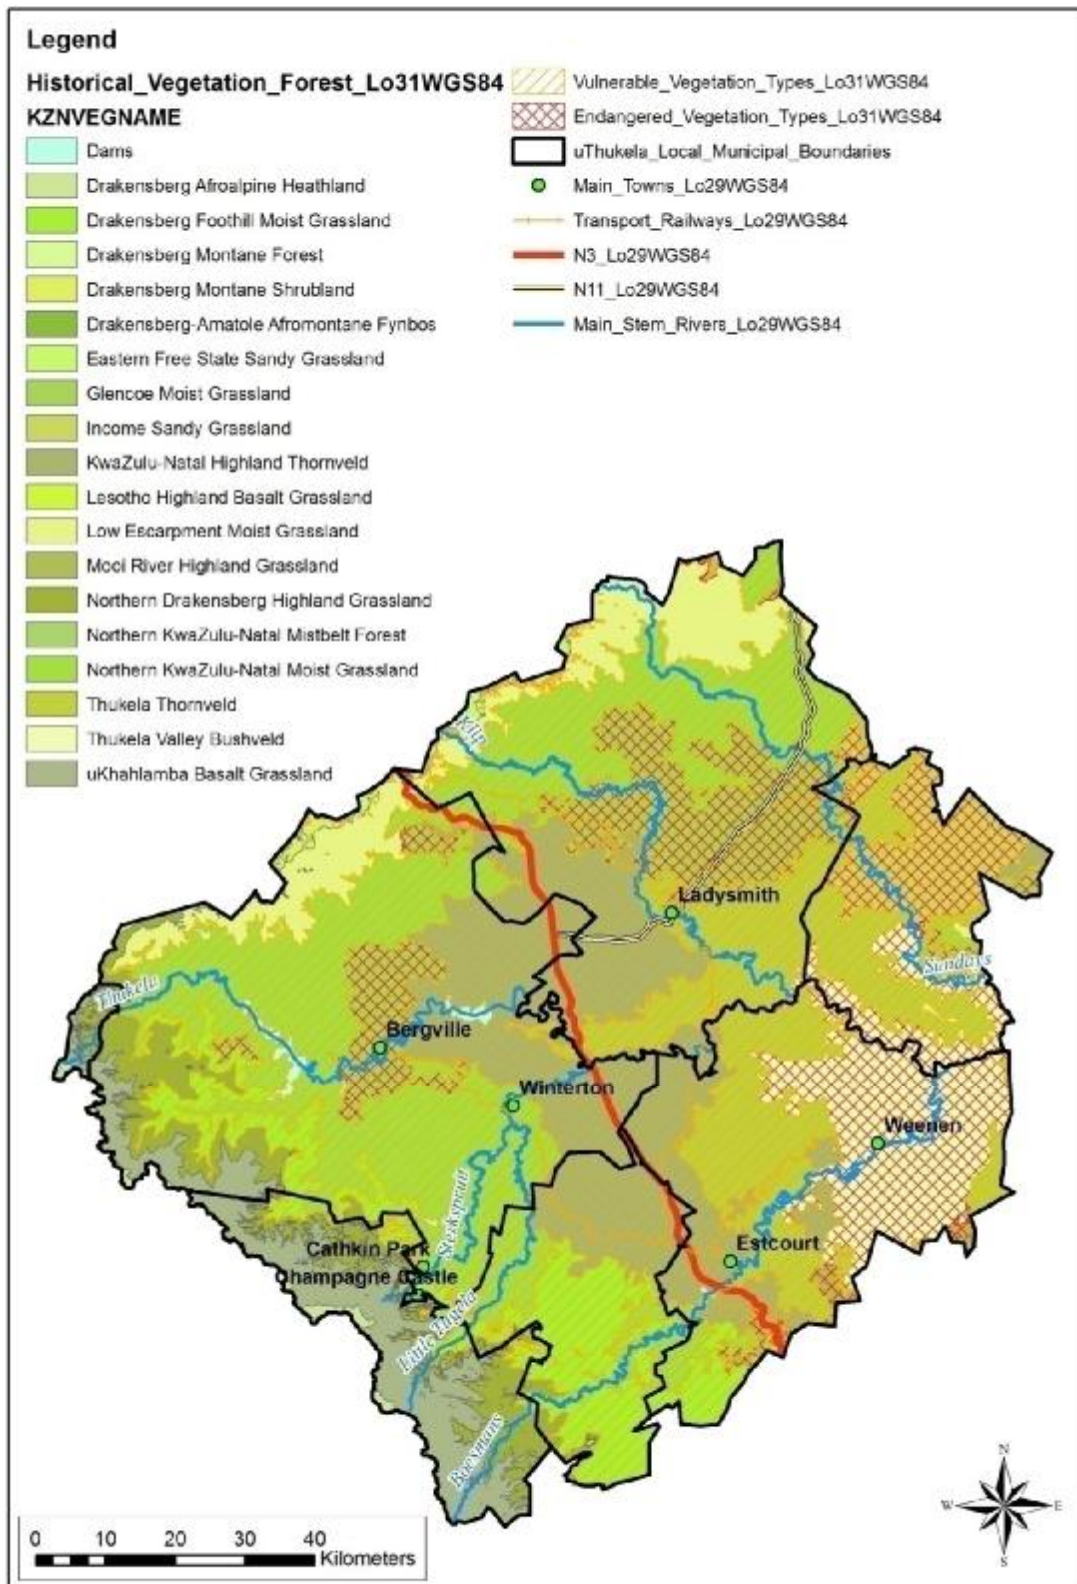 Legend
Historical_Vegetation_Forest_Lo31WGS84
KZNVEGNAME
Dams
Drakensberg Afroalpine Heathland
Drakensberg Foothill Moist Grassland
Drakensberg Montane Forest
Drakensberg Montane Shrubland
Drakensberg-Amatole Afromontane Fynbos
Eastern Free State Sandy Grassland
Glencoe Moist Grassland
Income Sandy Grassland
KwaZulu-Natal Highland Thornveld
Lesotho Highland Basalt Grassland
Low Escarpment Moist Grassland
Mooi River Highland Grassland
Northern Drakensberg Highland Grassland
Northern KwaZulu-Natal Mistbelt Forest
Northern KwaZulu-Natal Moist Grassland
Thukela Thornveld
Thukela Valley Bushveld
uKhahlamba Basalt Grassland
Vulnerable_Vegetation_Types_Lo31WGS84
Endangered_Vegetation_Types_Lo31WGS84
uThukela_Local_Municipal_Boundaries
Main_Towns_Lo29WGS84
Transport_Railways_Lo29WGS84
N3_Lo29WGS84
N11_Lo29WGS84
Main_Stem_Rivers_Lo29WGS84
Klip
Ladysmith
Sundays
Thukela
Bergville
Winterton
Weenen
Sterkspruit
Estcourt
Cathkin Park
Champagne Castle
Little Tugela
Boesmans
N
W E
S
0 10 20 30 40
Kilometers